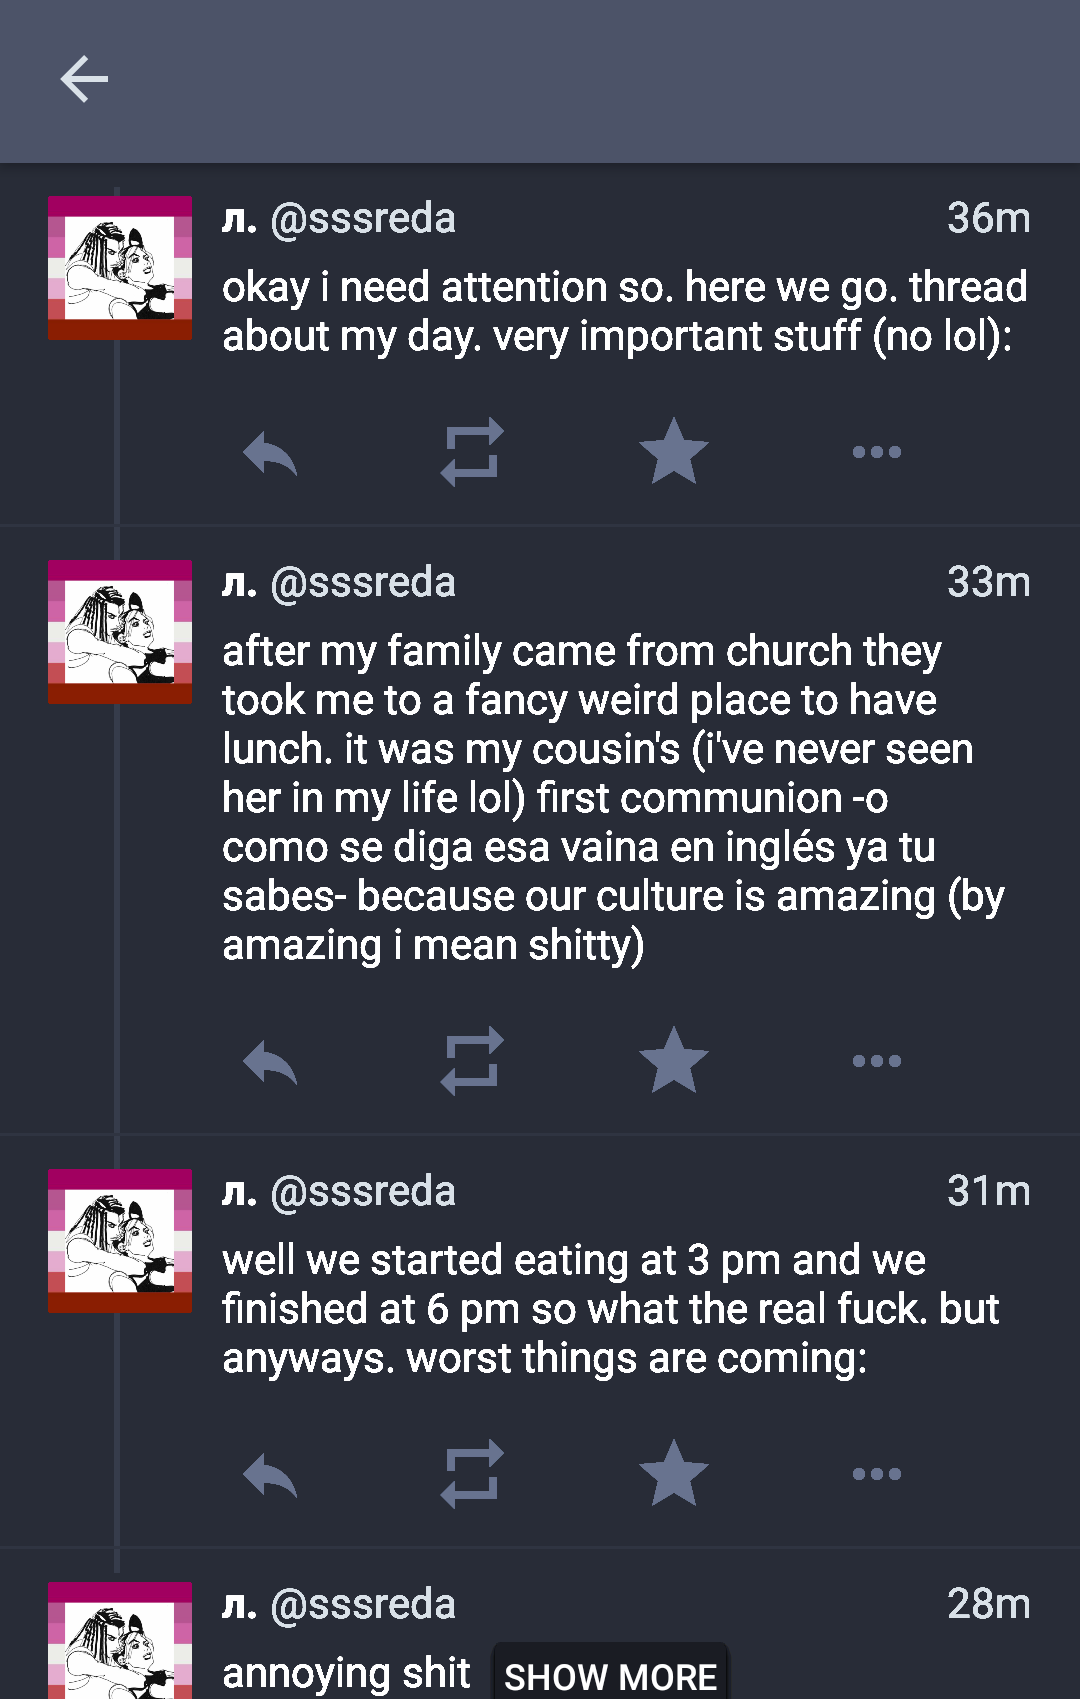 л. @sssreda 36m
okay i need attention so. here we go. thread
about my day. very important stuff (no lol):
л. @sssreda 33m
after my family came from church they
took me to a fancy weird place to have
lunch. it was my cousin's (i've never seen
her in my life lol) first communion -o
como se diga esa vaina en inglés ya tu
sabes- because our culture is amazing (by
amazing i mean shitty)
л. @sssreda 31m
well we started eating at 3 pm and we
finished at 6 pm so what the real fuck. but
anyways. worst things are coming:
л. @sssreda 28m
annoying shit SHOW MORE